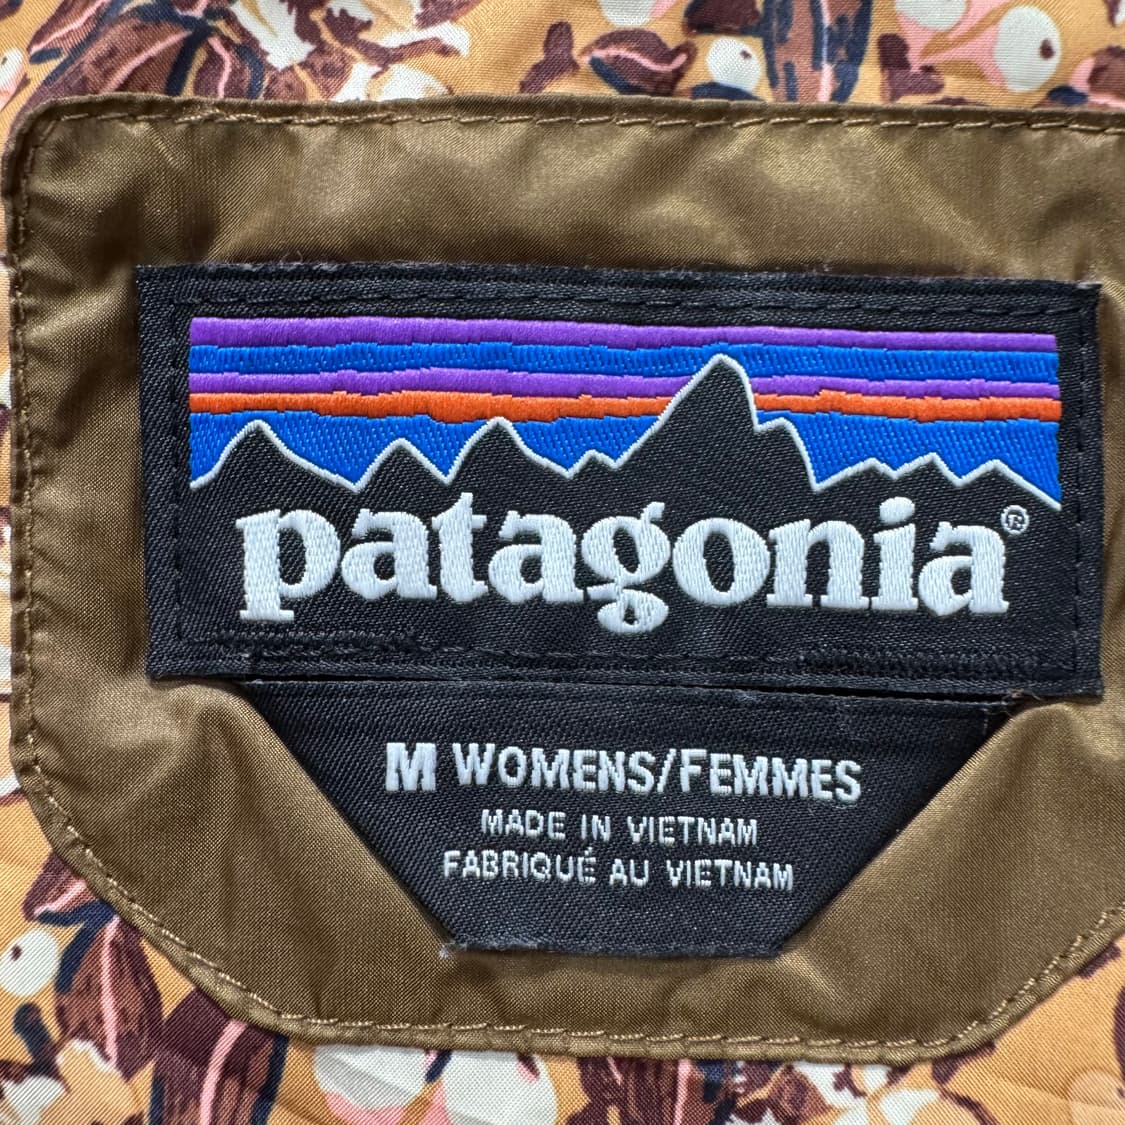 patagonia®
M WOMENS/FEMMES
MADE IN VIETNAM
FABRIQUÉ AU VIETNAM